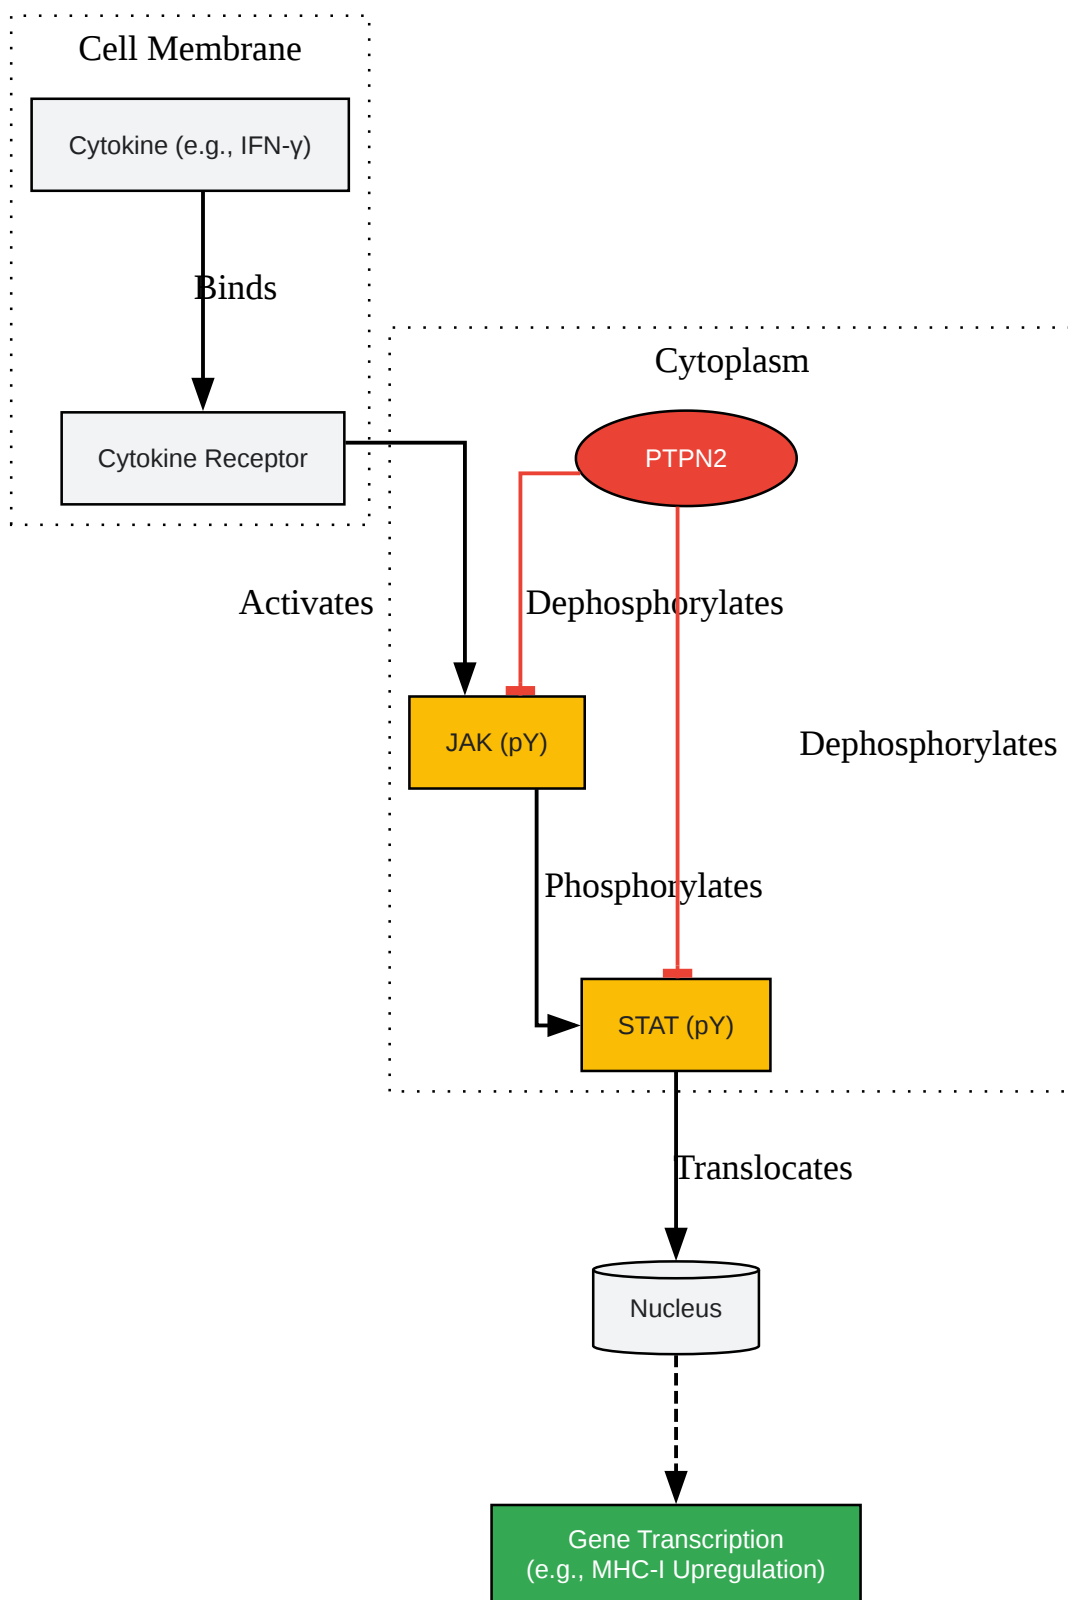 Cell Membrane
Cytokine (e.g., IFN-γ)
Binds
Cytoplasm
Cytokine Receptor
PTPN2
Activates
Dephosphorylates
JAK (pY)
Dephosphorylates
Phosphorylates
STAT (pY)
Translocates
Nucleus
Gene Transcription
(e.g., MHC-I Upregulation)